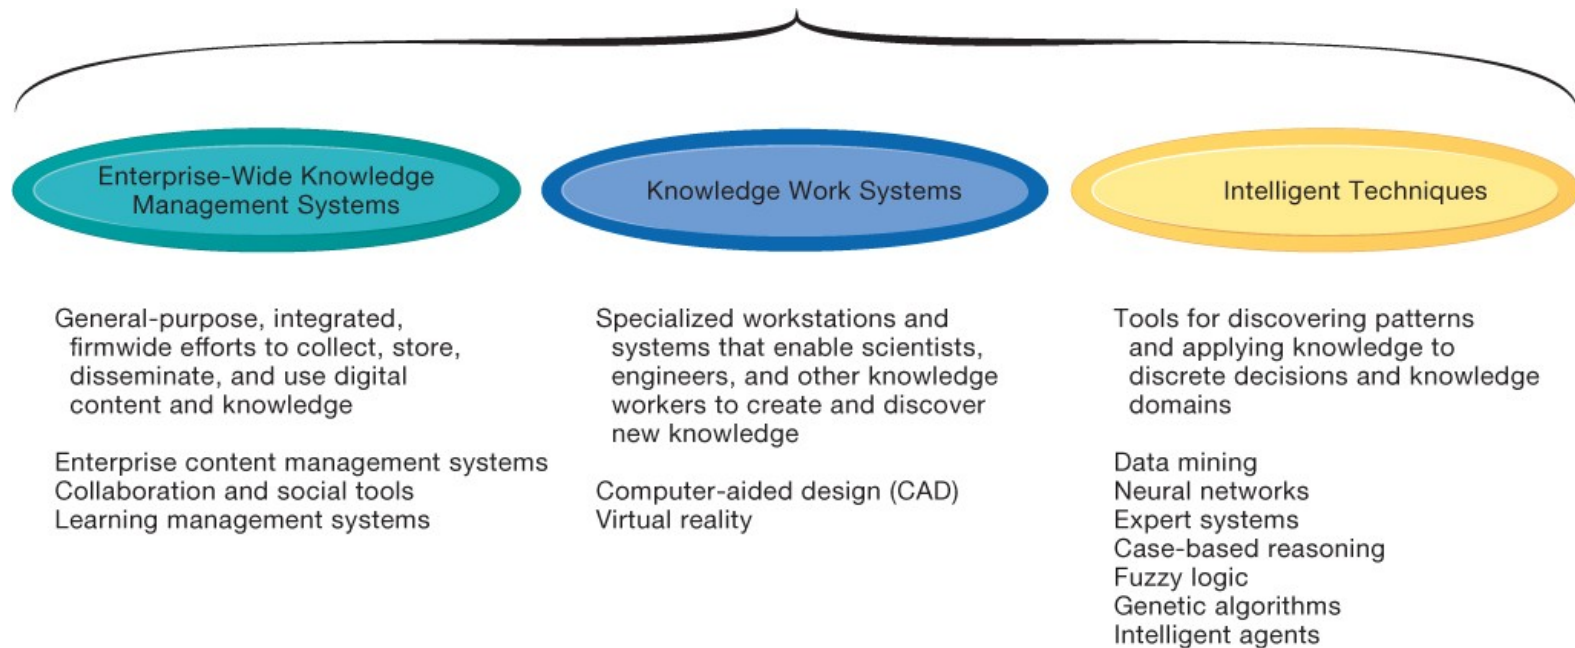 Enterprise-Wide Knowledge
Management Systems
General-purpose, integrated,
firmwide efforts to collect, store,
disseminate, and use digital
content and knowledge
Enterprise content management systems
Collaboration and social tools
Learning management systems
Knowledge Work Systems
Specialized workstations and
systems that enable scientists,
engineers, and other knowledge
workers to create and discover
new knowledge
Computer-aided design (CAD)
Virtual reality
Intelligent Techniques
Tools for discovering patterns
and applying knowledge to
discrete decisions and knowledge
domains
Data mining
Neural networks
Expert systems
Case-based reasoning
Fuzzy logic
Genetic algorithms
Intelligent agents